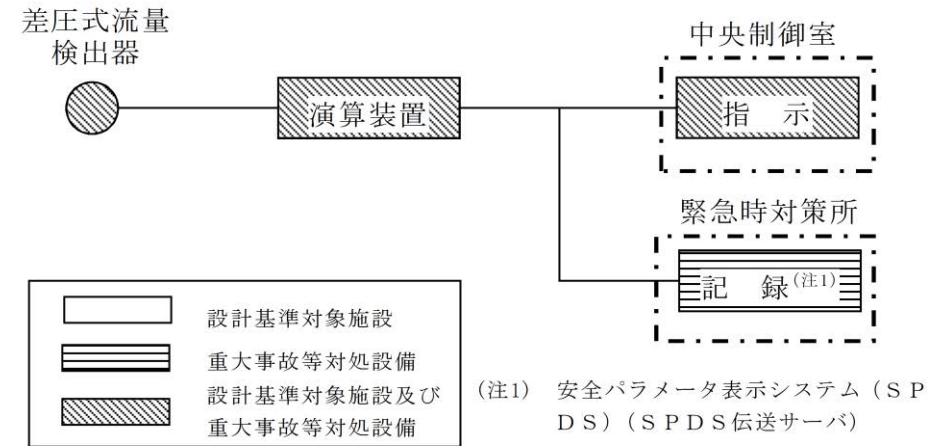 差圧式流量
検出器
演算装置
中央制御室
指 示
緊急時対策所
記 録(注1)
設計基準対象施設
重大事故等対処設備
設計基準対象施設及び
重大事故等対処設備
(注1) 安全パラメータ表示システム(SP
DS)(SPDS伝送サーバ)